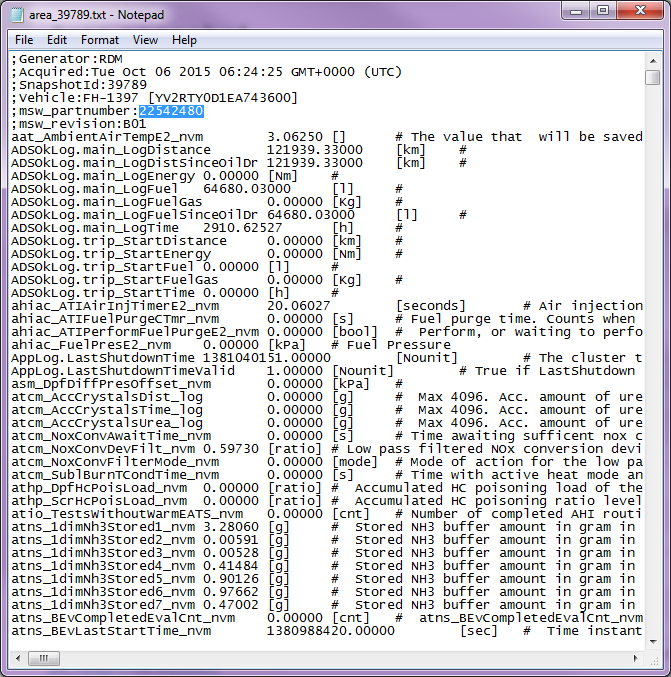 area_39789.txt - Notepad
File Edit Format View Help
;Generator:RDM
;Acquired:Tue Oct 06 2015 06:24:25 GMT+0000 (UTC)
;SnapshotId:39789
;Vehicle:FH-1397 [YV2RTY0D1EA743600]
;msw_partnumber:22542480
;msw_revision:B01
aat_AmbientAirTempE2_nvm 3.06250 [] # The value that will be saved
ADSOkLog.main_LogDistance 121939.33000 [km] #
ADSOkLog.main_LogDistSinceOilDr 121939.33000 [km] #
ADSOkLog.main_LogEnergy 0.00000 [Nm] #
ADSOkLog.main_LogFuel 64680.03000 [l] #
ADSOkLog.main_LogFuelGas 0.00000 [Kg] #
ADSOkLog.main_LogFuelSinceOilDr 64680.03000 [l] #
ADSOkLog.main_LogTime 2910.62527 [h] #
ADSOkLog.trip_StartDistance 0.00000 [km] #
ADSOkLog.trip_StartEnergy 0.00000 [Nm] #
ADSOkLog.trip_StartFuel 0.00000 [l] #
ADSOkLog.trip_StartFuelGas 0.00000 [Kg] #
ADSOkLog.trip_StartTime 0.00000 [h] #
ahiac_ATIAirInjTimerE2_nvm 20.06027 [seconds] # Air injection
ahiac_ATIFuelPurgeCTmr_nvm 0.00000 [s] # Fuel purge time. Counts when
ahiac_ATIPerformFuelPurgeE2_nvm 0.00000 [bool] # Perform, or waiting to perfo
ahiac_FuelPresE2_nvm 0.00000 [kPa] # Fuel Pressure
AppLog.LastShutdownTime 1381040151.00000 [Nounit] # The cluster t
AppLog.LastShutdownTimeValid 1.00000 [Nounit] # True if LastShutdown
asm_DpfDiffPresOffset_nvm 0.00000 [kPa] #
atcm_AccCrystalsDist_log 0.00000 [g] # Max 4096. Acc. amount of ure
atcm_AccCrystalsTime_log 0.00000 [g] # Max 4096. Acc. amount of ure
atcm_AccCrystalsUrea_log 0.00000 [g] # Max 4096. Acc. amount of ure
atcm_NoxConvAwaitTime_nvm 0.00000 [s] # Time awaiting sufficent nox c
atcm_NoxConvDevFilt_nvm 0.59730 [ratio] # Low pass filtered NOx conversion devi
atcm_NoxConvFilterMode_nvm 0.00000 [mode] # Mode of action for the low pa
atcm_SublBurnTCondTime_nvm 0.00000 [s] # Time with active heat mode an
athp_DpfHcPoisLoad_nvm 0.00000 [ratio] # Accumulated HC poisoning load of the
athp_ScrHcPoisLoad_nvm 0.00000 [ratio] # Accumulated HC poisoning ratio level
atio_TestsWithoutWarmEATS_nvm 0.00000 [cnt] # Number of completed AHI routi
atns_1dimNh3Stored1_nvm 3.28060 [g] # Stored NH3 buffer amount in gram in
atns_1dimNh3Stored2_nvm 0.00591 [g] # Stored NH3 buffer amount in gram in
atns_1dimNh3Stored3_nvm 0.00528 [g] # Stored NH3 buffer amount in gram in
atns_1dimNh3Stored4_nvm 0.41484 [g] # Stored NH3 buffer amount in gram in
atns_1dimNh3Stored5_nvm 0.90126 [g] # Stored NH3 buffer amount in gram in
atns_1dimNh3Stored6_nvm 0.97662 [g] # Stored NH3 buffer amount in gram in
atns_1dimNh3Stored7_nvm 0.47002 [g] # Stored NH3 buffer amount in gram in
atns_BEvCompletedEvalCnt_nvm 0.00000 [cnt] # atns_BEvCompletedEvalCnt_nvm
atns_BEvLastStartTime_nvm 1380988420.00000 [sec] # Time instant